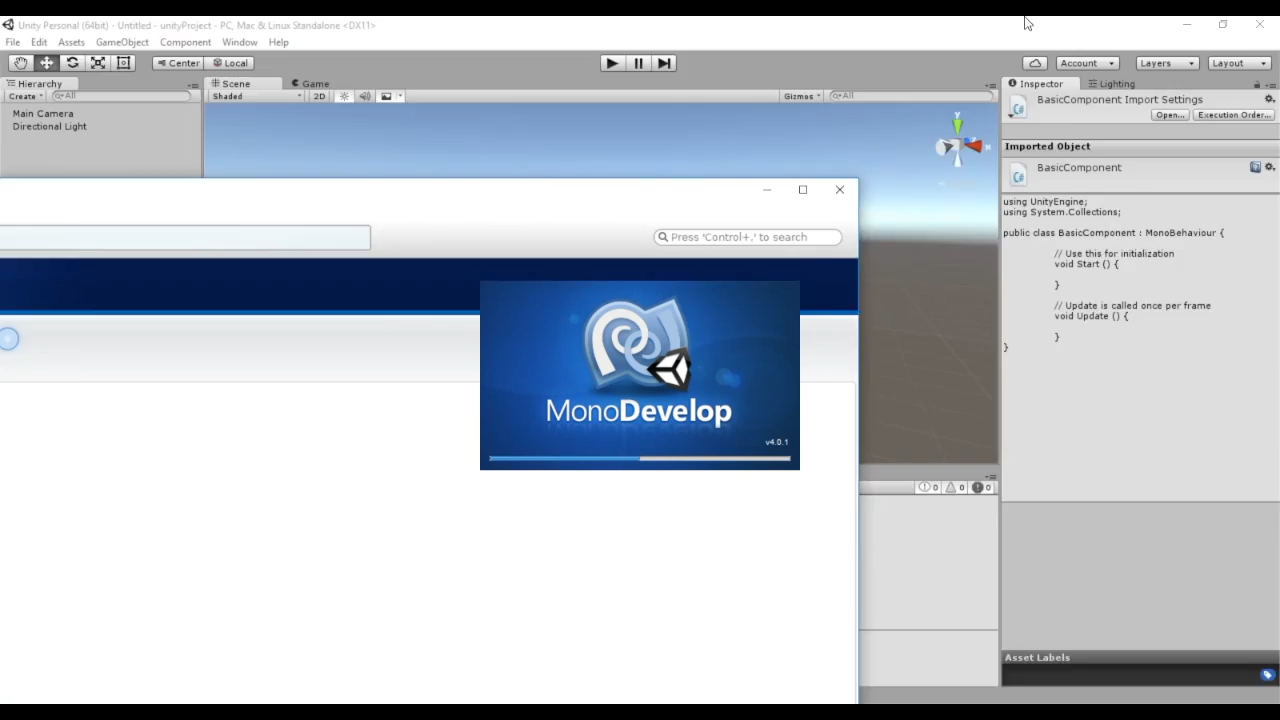 Unity Personal (64bit) - Untitled - unityProject - PC, Mac & Linux Standalone <DX11>
File Edit Assets GameObject Component Window Help
Center Local Account Layers Layout
Hierarchy Scene Game Inspector Lighting
Create All Shaded 2D Gizmos All
Main Camera
Directional Light
BasicComponent Import Settings
Open... Execution Order...
Imported Object
BasicComponent
using UnityEngine;
using System.Collections;
public class BasicComponent : MonoBehaviour {
// Use this for initialization
void Start () {
}
// Update is called once per frame
void Update () {
}
}
Press 'Control+,' to search
MonoDevelop
v4.0.1
0 0 0
Asset Labels